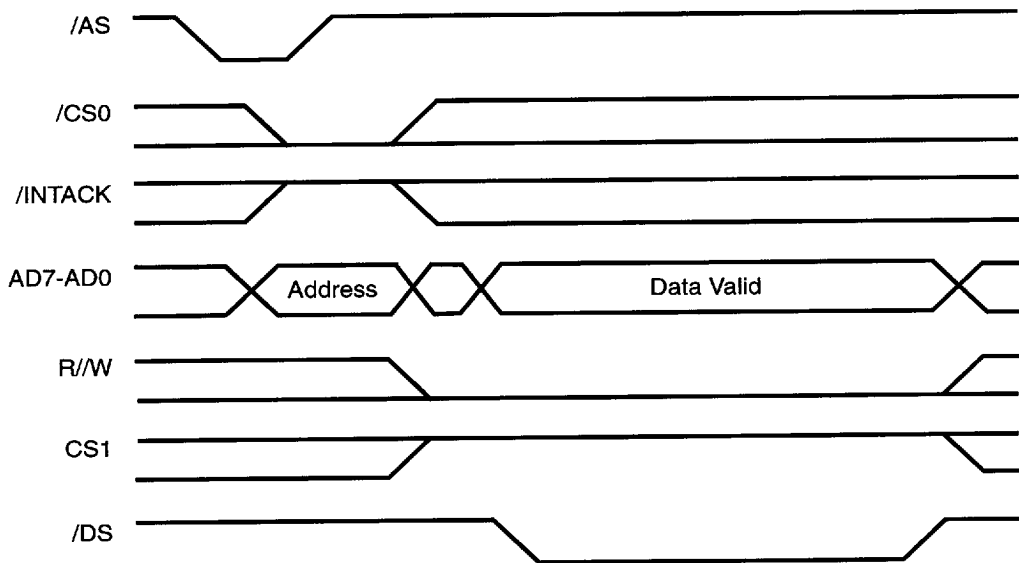 /AS
/CS0
/INTACK
AD7-AD0
Address
Data Valid
R//W
CS1
/DS